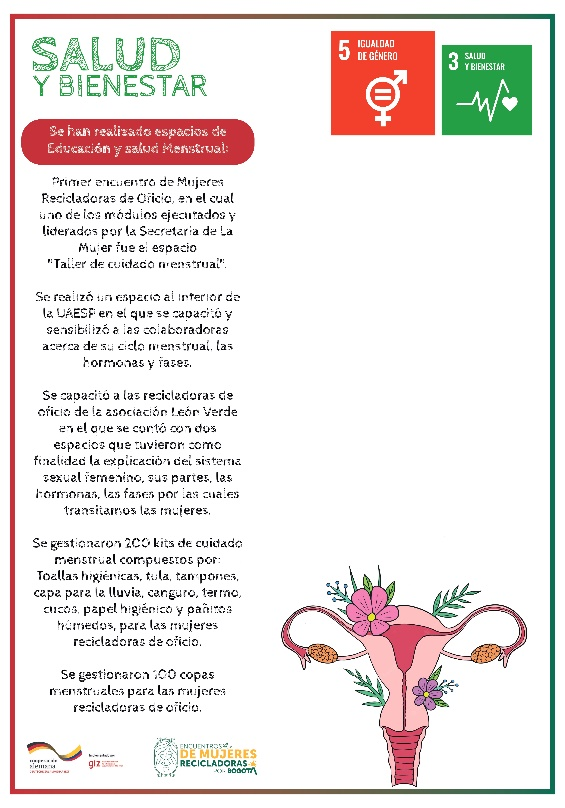 SALUD
Y BIENESTAR
5 IGUALDAD
DE GÉNERO
3 SALUD
Y BIENESTAR
Se han realizado espacios de
Educación y salud Menstrual:
Primer encuentro de Mujeres
Recicladoras de Oficio, en el cual
uno de los módulos ejecutados y
liderados por la Secretaria de La
Mujer fue el espacio
"Taller de cuidado menstrual".
Se realizó un espacio al interior de
la UAESP en el que se capacitó y
sensibilizó a las colaboradoras
acerca de su ciclo menstrual, las
hormonas y fases.
Se capacitó a las recicladoras de
oficio de la asociación León Verde
en el que se contó con dos
espacios que tuvieron como
finalidad la explicación del sistema
sexual femenino, sus partes, las
hormonas, las fases por las cuales
transitamos las mujeres.
Se gestionaron 200 kits de cuidado
menstrual compuestos por:
Toallas higiénicas, tula, tampones,
capa para la lluvia, canguro, termo,
cucos, papel higiénico y pañitos
húmedos, para las mujeres
recicladoras de oficio.
Se gestionaron 100 copas
menstruales para las mujeres
recicladoras de oficio.
cooperación
alemana
giz
ENCUENTROS
DE MUJERES
RECICLADORAS
BOGOTÁ